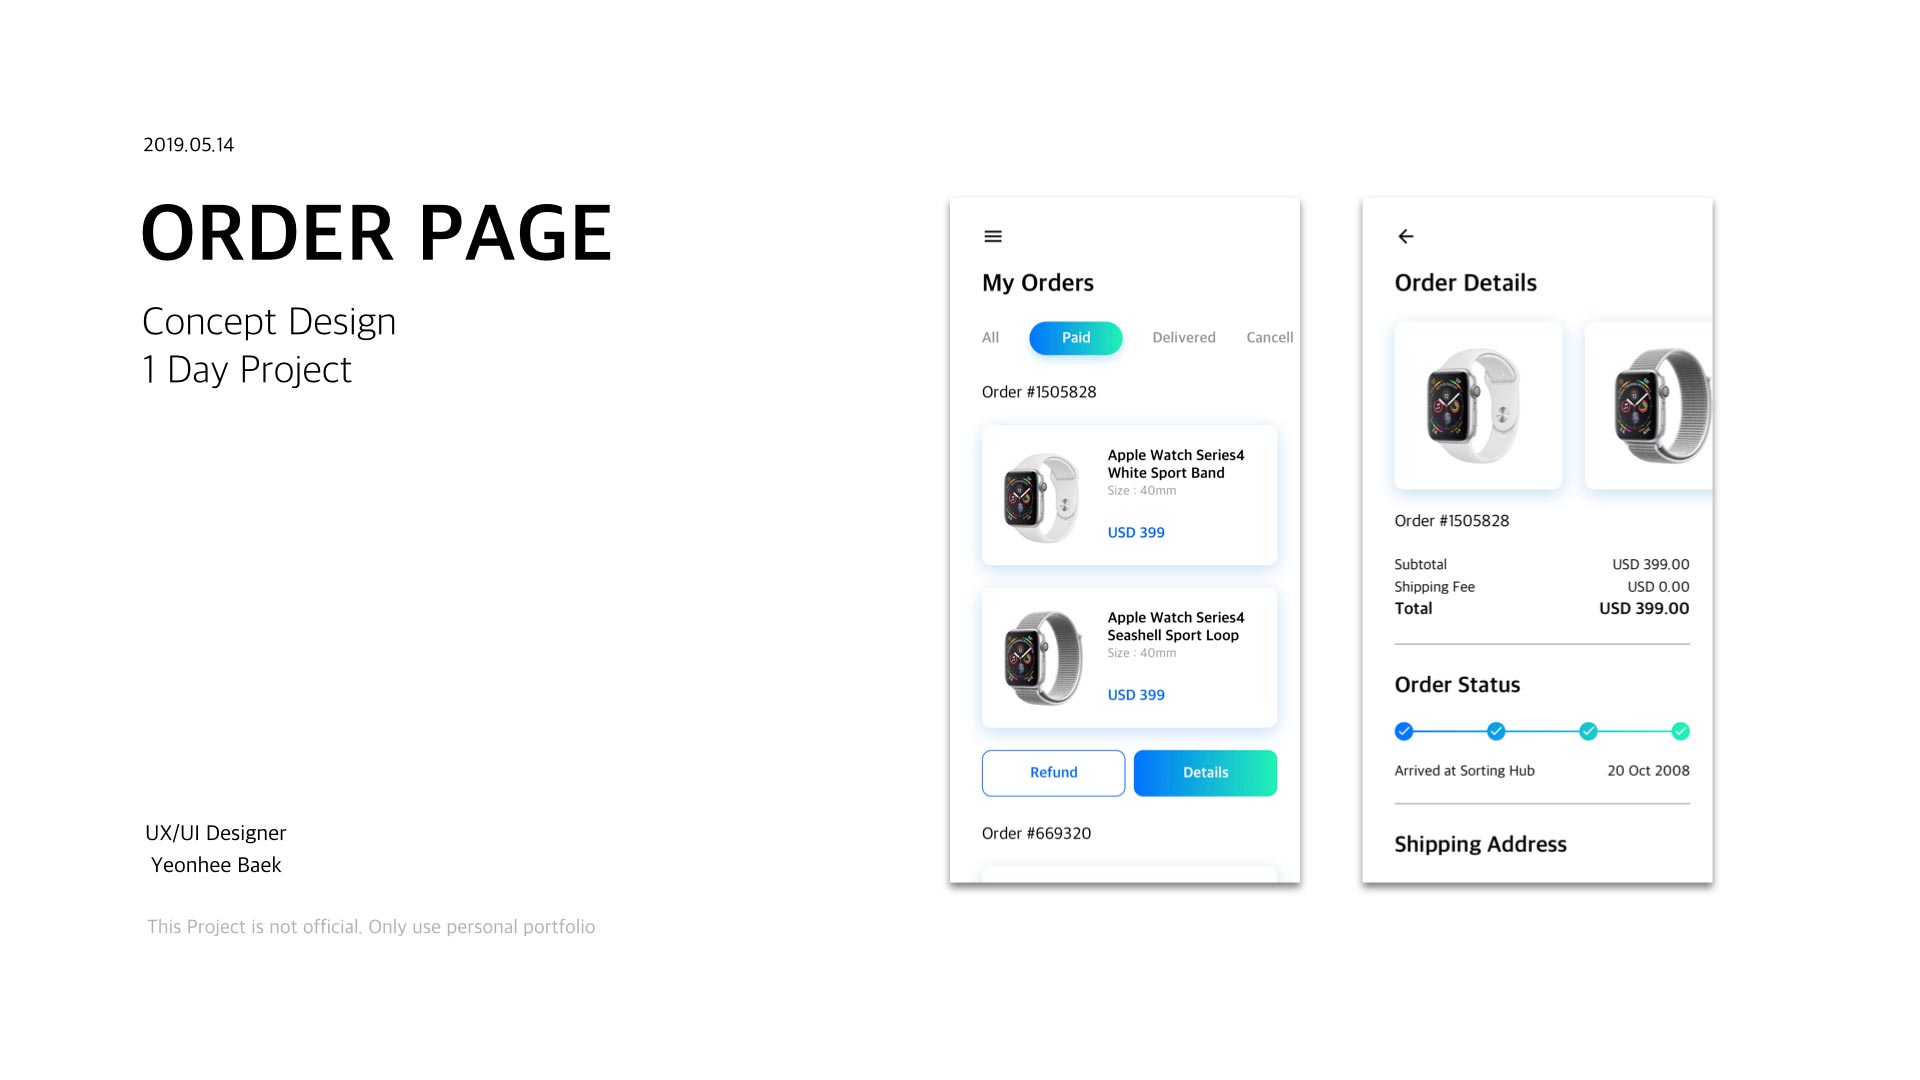 2019.05.14
ORDER PAGE
Concept Design
1 Day Project
UX/UI Designer
Yeonhee Baek
This Project is not official. Only use personal portfolio
My Orders
All Paid Delivered Cancell
Order #1505828
Apple Watch Series4
White Sport Band
Size : 40mm
USD 399
Apple Watch Series4
Seashell Sport Loop
Size : 40mm
USD 399
Refund Details
Order #669320
Order Details
Order #1505828
Subtotal USD 399.00
Shipping Fee USD 0.00
Total USD 399.00
Order Status
Arrived at Sorting Hub 20 Oct 2008
Shipping Address